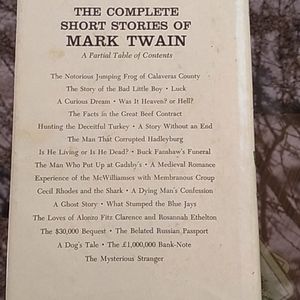 THE COMPLETE
SHORT STORIES OF
MARK TWAIN
A Partial Table of Contents
The Notorious Jumping Frog of Calaveras County
The Story of the Bad Little Boy • Luck
A Curious Dream • Was It Heaven? or Hell?
The Facts in the Great Beef Contract
Hunting the Deceitful Turkey • A Story Without an End
The Man That Corrupted Hadleyburg
Is He Living or Is He Dead? • Buck Fanshaw's Funeral
The Man Who Put Up at Gadsby's • A Medieval Romance
Experience of the McWilliamses with Membranous Croup
Cecil Rhodes and the Shark • A Dying Man's Confession
A Ghost Story • What Stumped the Blue Jays
The Loves of Alonzo Fitz Clarence and Rosannah Ethelton
The $30,000 Bequest • The Belated Russian Passport
A Dog's Tale • The £1,000,000 Bank-Note
The Mysterious Stranger